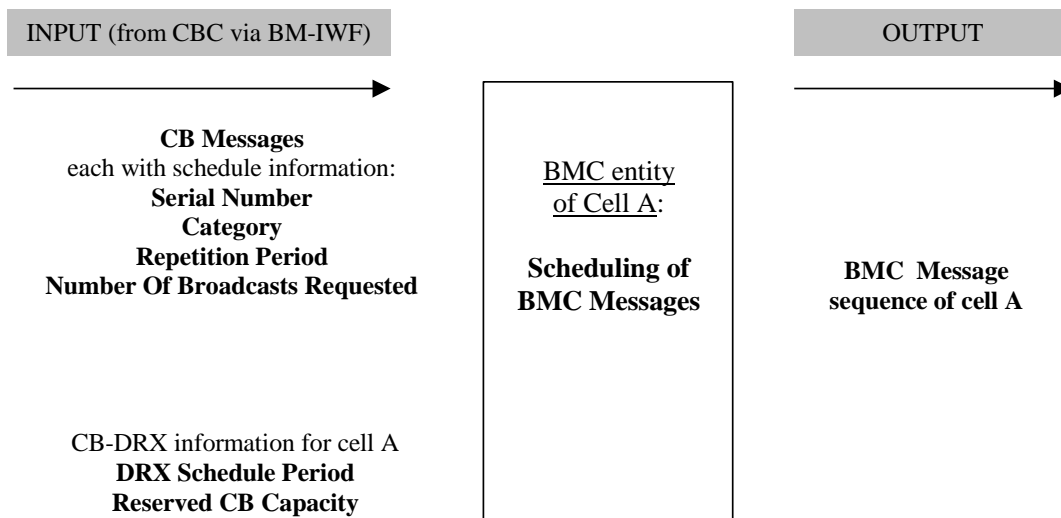 INPUT (from CBC via BM-IWF)
OUTPUT
CB Messages
each with schedule information:
Serial Number
Category
Repetition Period
Number Of Broadcasts Requested
CB-DRX information for cell A
DRX Schedule Period
Reserved CB Capacity
BMC entity
of Cell A:
Scheduling of
BMC Messages
BMC Message
sequence of cell A